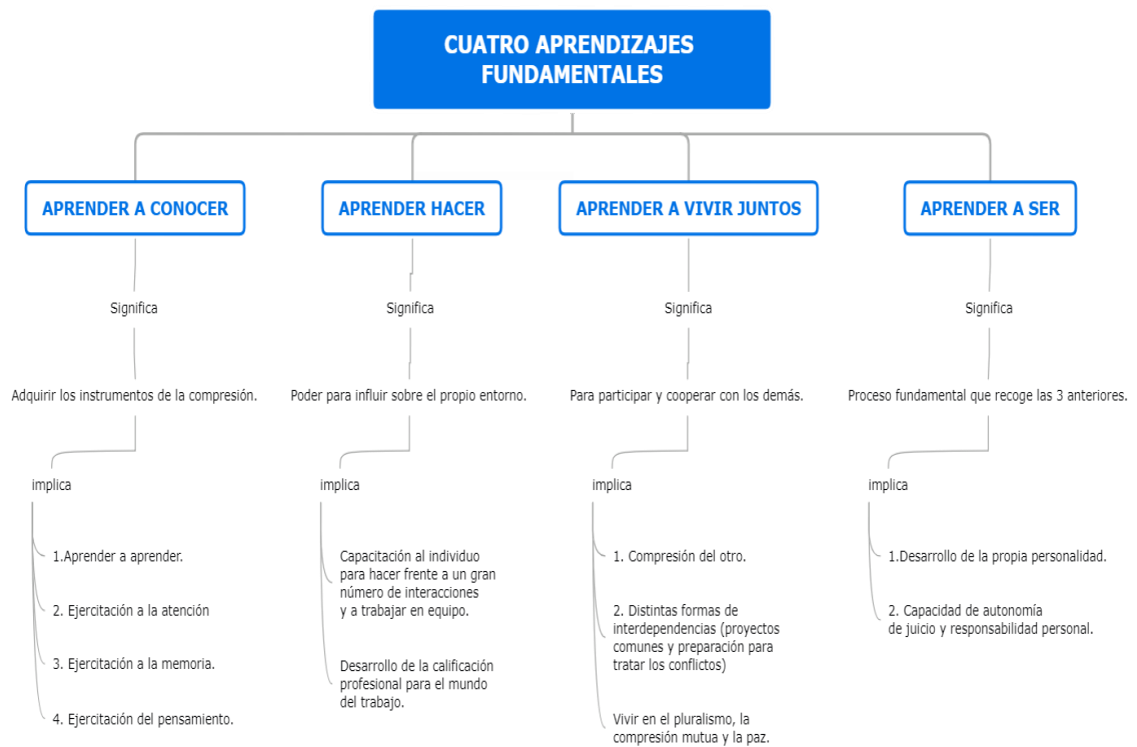 CUATRO APRENDIZAJES
FUNDAMENTALES
APRENDER A CONOCER
APRENDER HACER
APRENDER A VIVIR JUNTOS
APRENDER A SER
Significa
Significa
Significa
Significa
Adquirir los instrumentos de la compresión.
Poder para influir sobre el propio entorno.
Para participar y cooperar con los demás.
Proceso fundamental que recoge las 3 anteriores.
implica
1.Aprender a aprender.
2. Ejercitación a la atención
3. Ejercitación a la memoria.
4. Ejercitación del pensamiento.
implica
Capacitación al individuo
para hacer frente a un gran
número de interacciones
y a trabajar en equipo.
Desarrollo de la calificación
profesional para el mundo
del trabajo.
implica
1. Compresión del otro.
2. Distintas formas de
interdependencias (proyectos
comunes y preparación para
tratar los conflictos)
Vivir en el pluralismo, la
compresión mutua y la paz.
implica
1.Desarrollo de la propia personalidad.
2. Capacidad de autonomía
de juicio y responsabilidad personal.